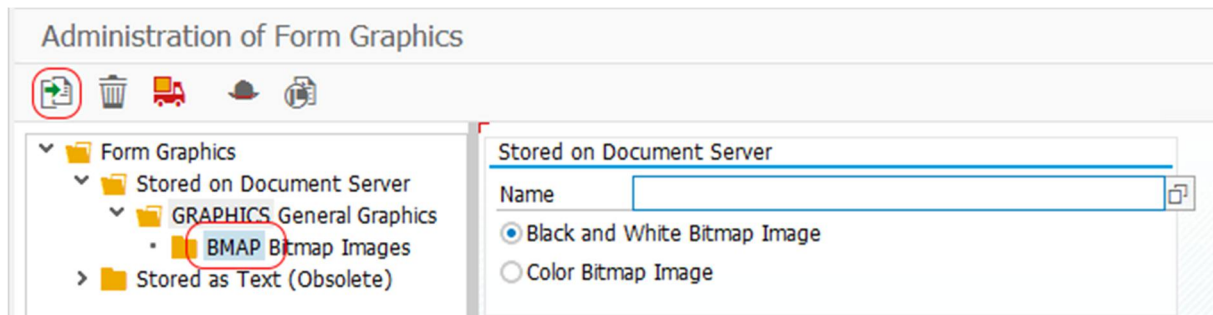 Administration of Form Graphics
Form Graphics
Stored on Document Server
GRAPHICS General Graphics
BMAP Bitmap Images
Stored as Text (Obsolete)
Stored on Document Server
Name
Black and White Bitmap Image
Color Bitmap Image